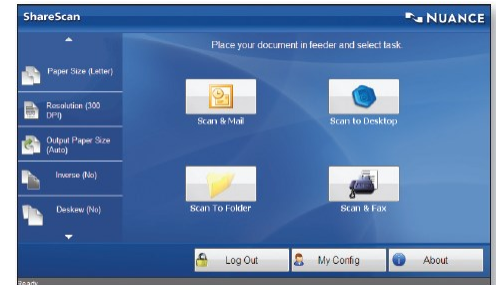 ShareScan
NUANCE
Place your document in feeder and select task.
Paper Size (Letter)
Resolution (300
DPI)
Output Paper Size
(Auto)
Inverse (No)
Deskew (No)
Scan & Mail
Scan to Desktop
Scan To Folder
Scan & Fax
Log Out
My Config
About
Ready